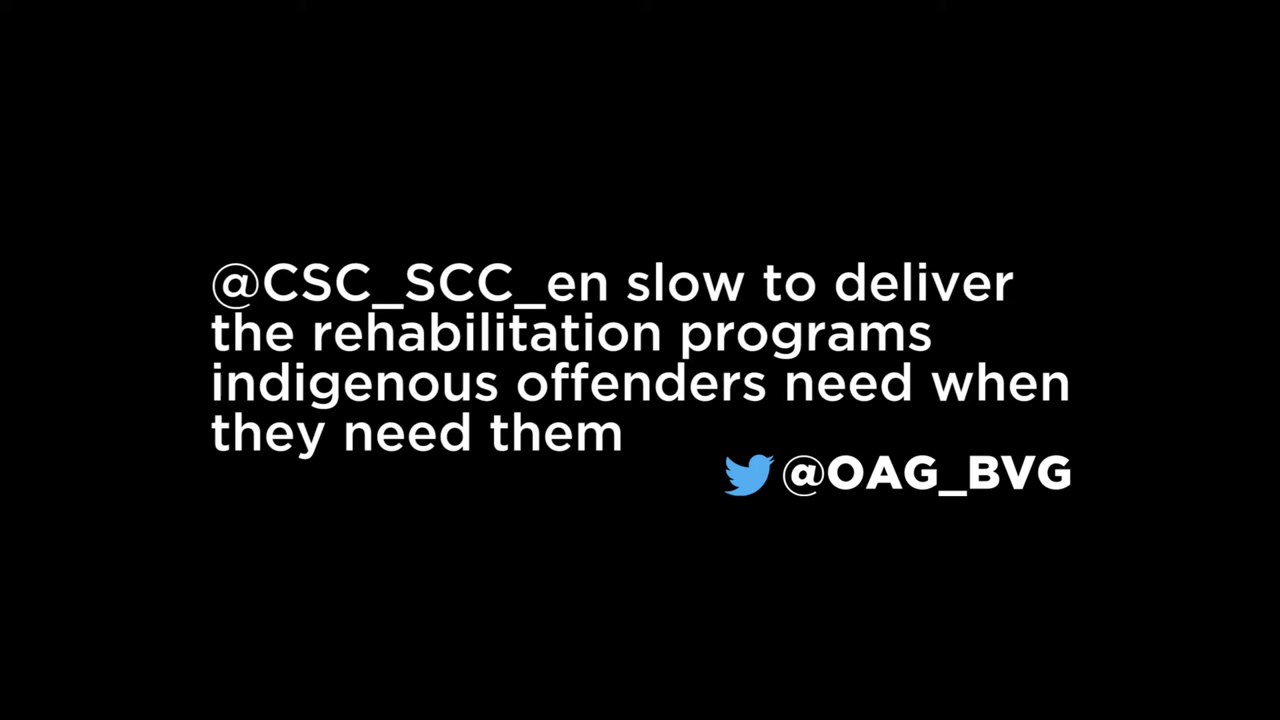 @CSC_SCC_en slow to deliver
the rehabilitation programs
indigenous offenders need when
they need them
@OAG_BVG